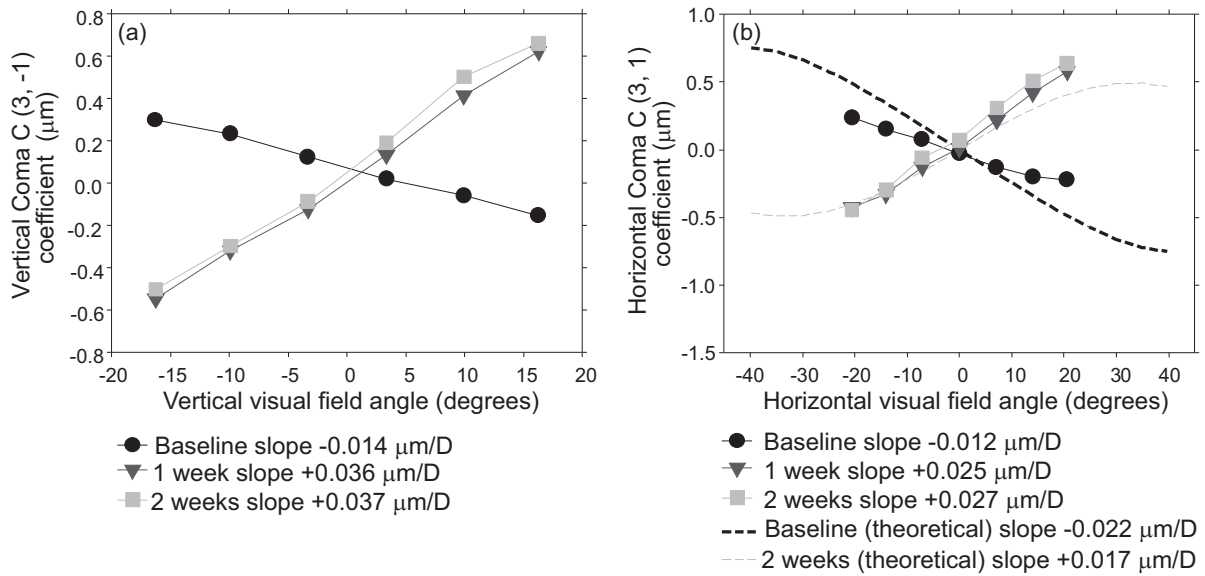 (a)
Vertical Coma C (3, -1)
coefficient (μm)
0.8
0.6
0.4
0.2
0.0
-0.2
-0.4
-0.6
-0.8
-20 -15 -10 -5 0 5 10 15 20
Vertical visual field angle (degrees)
Baseline slope -0.014 μm/D
1 week slope +0.036 μm/D
2 weeks slope +0.037 μm/D
(b)
Horizontal Coma C (3, 1)
coefficient (μm)
1.0
0.5
0.0
-0.5
-1.0
-1.5
-40 -30 -20 -10 0 10 20 30 40
Horizontal visual field angle (degrees)
Baseline slope -0.012 μm/D
1 week slope +0.025 μm/D
2 weeks slope +0.027 μm/D
Baseline (theoretical) slope -0.022 μm/D
2 weeks (theoretical) slope +0.017 μm/D